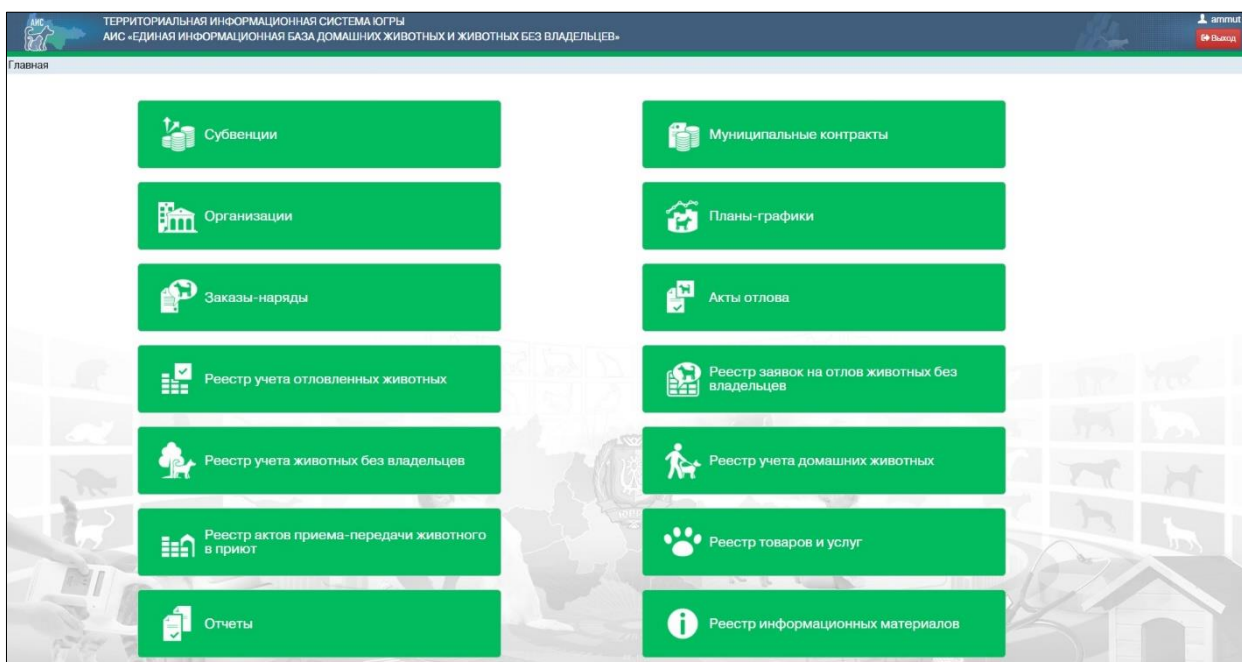 АИС
ТЕРРИТОРИАЛЬНАЯ ИНФОРМАЦИОННАЯ СИСТЕМА ЮГРЫ
АИС «ЕДИНАЯ ИНФОРМАЦИОННАЯ БАЗА ДОМАШНИХ ЖИВОТНЫХ И ЖИВОТНЫХ БЕЗ ВЛАДЕЛЬЦЕВ»
ammut
Выход
Главная
Субвенции
Муниципальные контракты
Организации
Планы-графики
Заказы-наряды
Акты отлова
Реестр учета отловленных животных
Реестр заявок на отлов животных без
владельцев
Реестр учета животных без владельцев
Реестр учета домашних животных
Реестр актов приема-передачи животного
в приют
Реестр товаров и услуг
Отчеты
Реестр информационных материалов